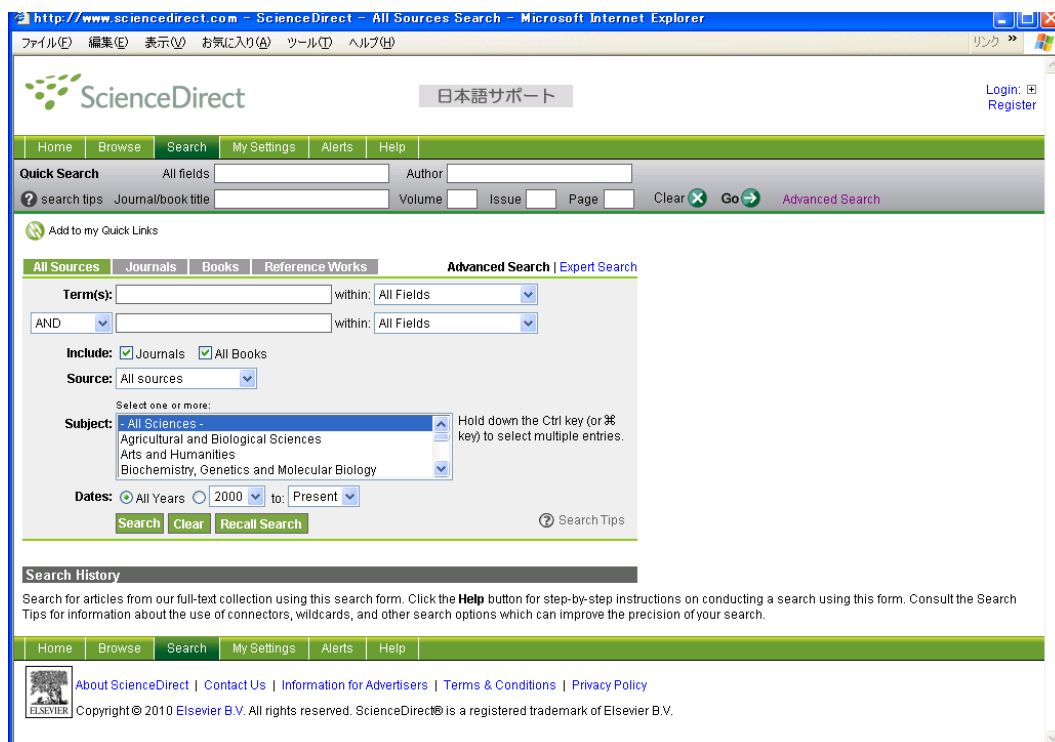 http://www.sciencedirect.com - ScienceDirect - All Sources Search - Microsoft Internet Explorer
ファイル(F) 編集(E) 表示(V) お気に入り(A) ツール(T) ヘルプ(H) リンク »
ScienceDirect 日本語サポート Login:
Register
Home Browse Search My Settings Alerts Help
Quick Search All fields Author
? search tips Journal/book title Volume Issue Page Clear Go Advanced Search
Add to my Quick Links
All Sources Journals Books Reference Works Advanced Search | Expert Search
Term(s): within: All Fields
AND within: All Fields
Include: Journals All Books
Source: All sources
Select one or more:
Subject: - All Sciences - Hold down the Ctrl key (or ⌘
Agricultural and Biological Sciences key) to select multiple entries.
Arts and Humanities
Biochemistry, Genetics and Molecular Biology
Dates: All Years 2000 to: Present
Search Clear Recall Search ? Search Tips
Search History
Search for articles from our full-text collection using this search form. Click the Help button for step-by-step instructions on conducting a search using this form. Consult the Search
Tips for information about the use of connectors, wildcards, and other search options which can improve the precision of your search.
Home Browse Search My Settings Alerts Help
About ScienceDirect | Contact Us | Information for Advertisers | Terms & Conditions | Privacy Policy
ELSEVIER Copyright © 2010 Elsevier B.V. All rights reserved. ScienceDirect® is a registered trademark of Elsevier B.V.